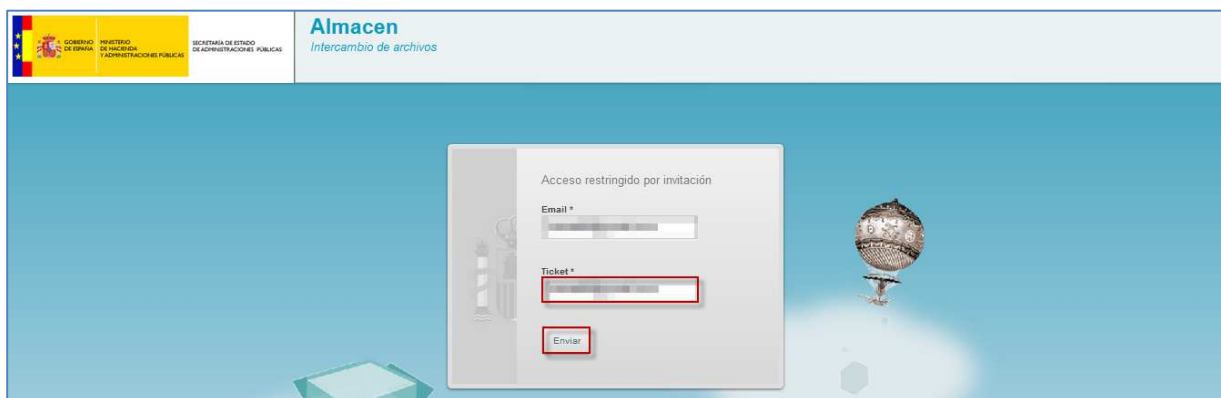 GOBIERNO DE ESPAÑA
MINISTERIO DE HACIENDA Y ADMINISTRACIONES PÚBLICAS
SECRETARÍA DE ESTADO DE ADMINISTRACIONES PÚBLICAS
Almacen
Intercambio de archivos
Acceso restringido por invitación
Email *
Ticket *
Enviar